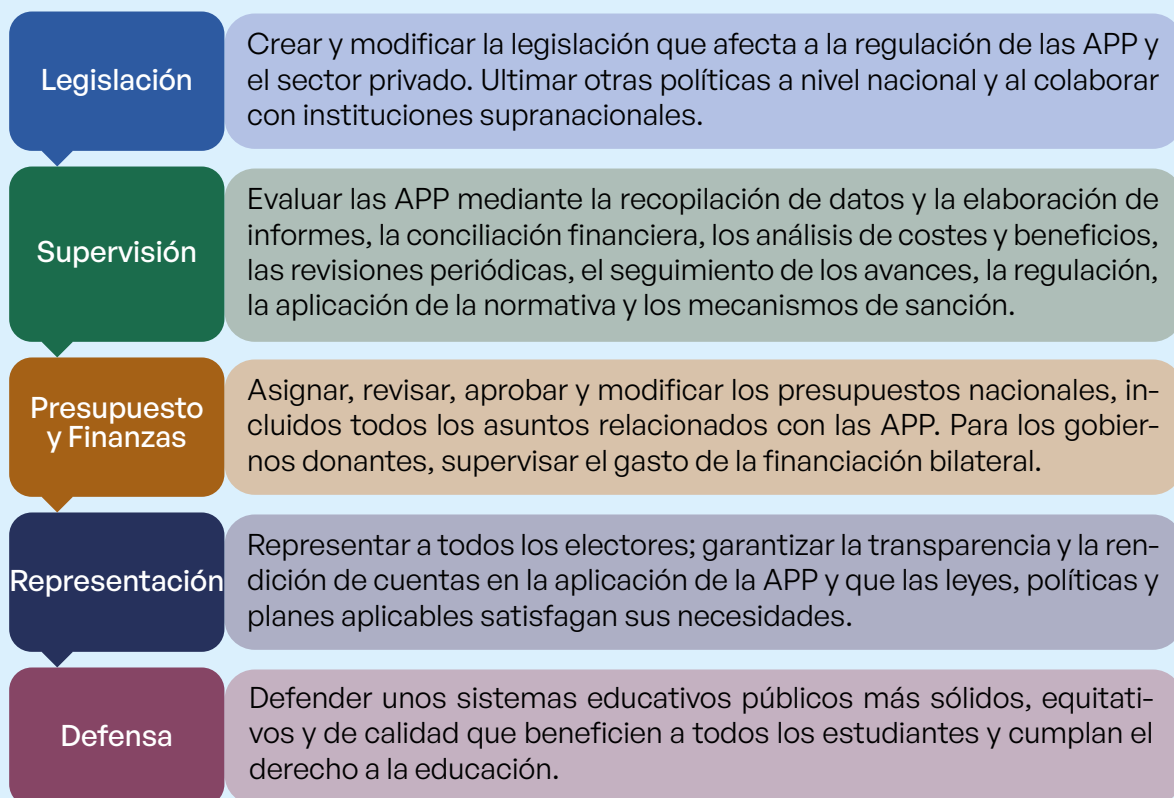 Legislación
Crear y modificar la legislación que afecta a la regulación de las APP y
el sector privado. Ultimar otras políticas a nivel nacional y al colaborar
con instituciones supranacionales.
Supervisión
Evaluar las APP mediante la recopilación de datos y la elaboración de
informes, la conciliación financiera, los análisis de costes y beneficios,
las revisiones periódicas, el seguimiento de los avances, la regulación,
la aplicación de la normativa y los mecanismos de sanción.
Presupuesto
y Finanzas
Asignar, revisar, aprobar y modificar los presupuestos nacionales, in-
cluidos todos los asuntos relacionados con las APP. Para los gobier-
nos donantes, supervisar el gasto de la financiación bilateral.
Representación
Representar a todos los electores; garantizar la transparencia y la ren-
dición de cuentas en la aplicación de la APP y que las leyes, políticas y
planes aplicables satisfagan sus necesidades.
Defensa
Defender unos sistemas educativos públicos más sólidos, equitati-
vos y de calidad que beneficien a todos los estudiantes y cumplan el
derecho a la educación.